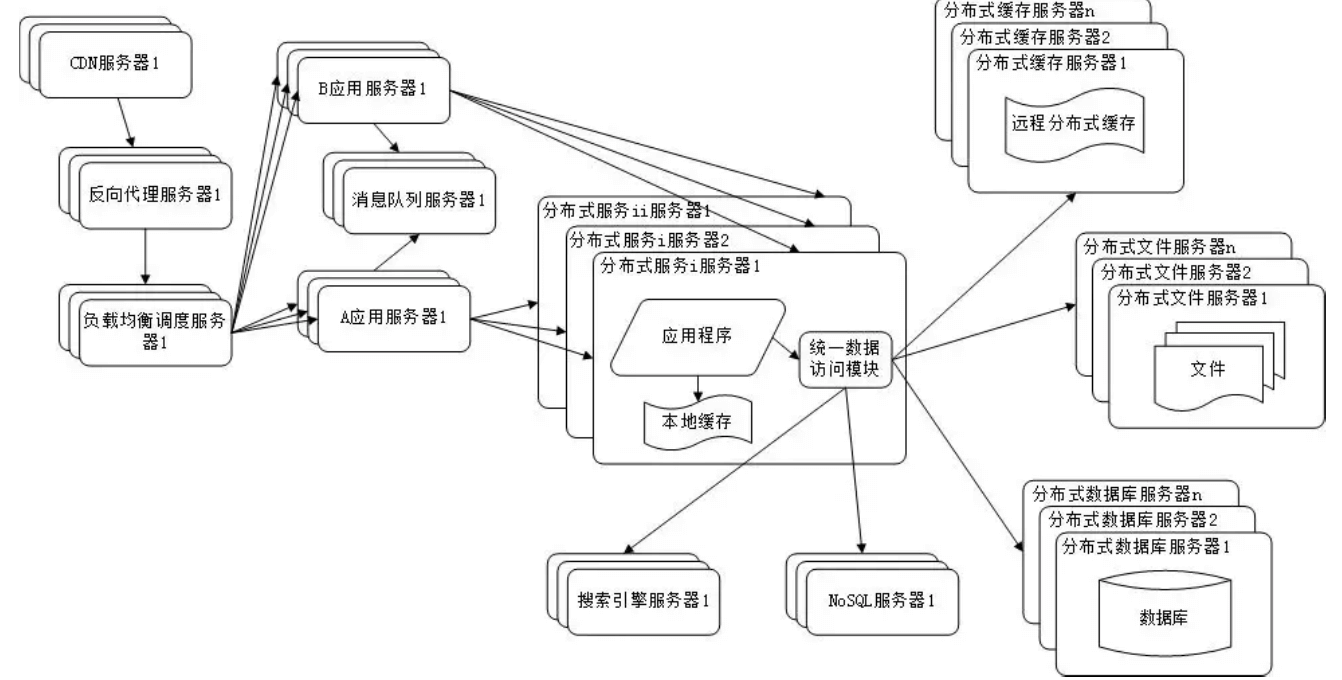 CDN服务器1
反向代理服务器1
负载均衡调度服务
器1
B应用服务器1
消息队列服务器1
A应用服务器1
分布式服务ii服务器1
分布式服务i服务器2
分布式服务i服务器1
应用程序
本地缓存
统一数据
访问模块
分布式缓存服务器n
分布式缓存服务器2
分布式缓存服务器1
远程分布式缓存
分布式文件服务器n
分布式文件服务器2
分布式文件服务器1
文件
分布式数据库服务器n
分布式数据库服务器2
分布式数据库服务器1
数据库
搜索引擎服务器1
NoSQL服务器1